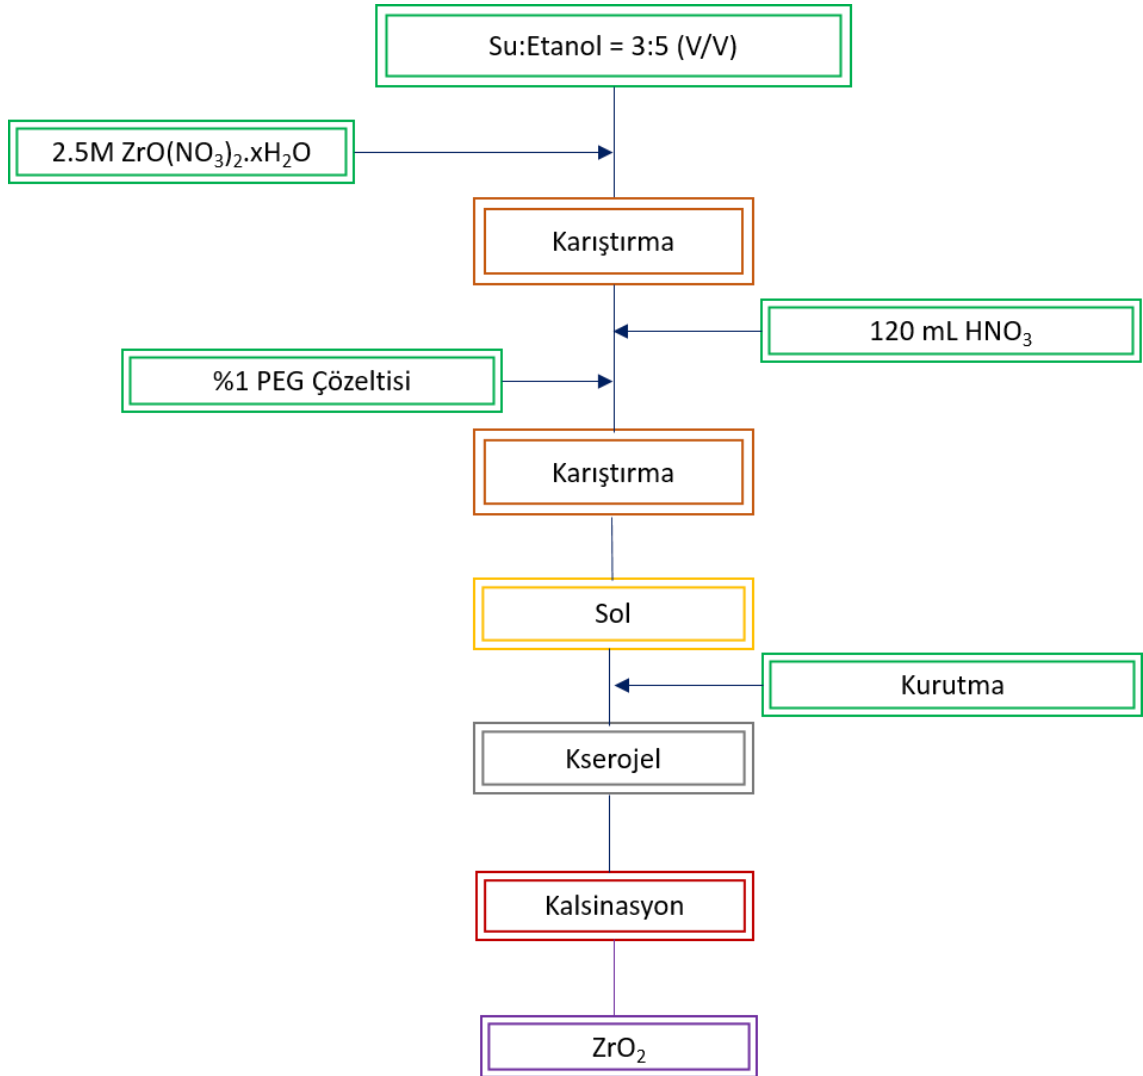 Su:Etanol = 3:5 (V/V)
2.5M ZrO(NO₃)₂.xH₂O
Karıştırma
120 mL HNO₃
%1 PEG Çözeltisi
Karıştırma
Sol
Kurutma
Kserojel
Kalsinasyon
ZrO₂